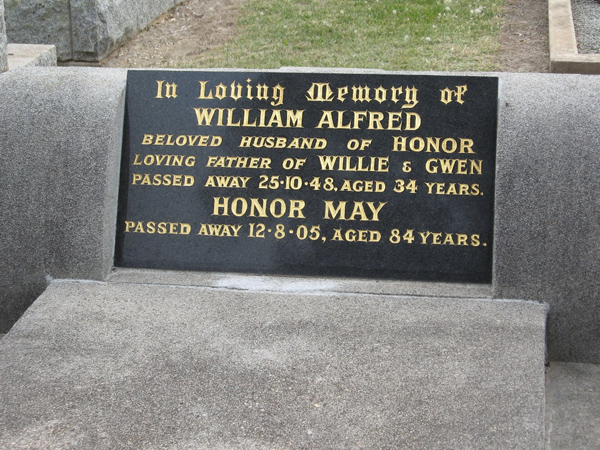 In Loving Memory of
WILLIAM ALFRED
BELOVED HUSBAND OF HONOR
LOVING FATHER OF WILLIE & GWEN
PASSED AWAY 25·10·48, AGED 34 YEARS.
HONOR MAY
PASSED AWAY 12·8·05, AGED 84 YEARS.